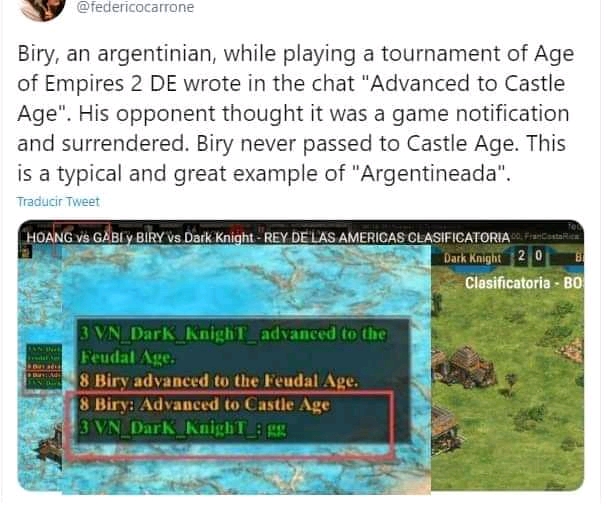 @federicocarrone
Biry, an argentinian, while playing a tournament of Age
of Empires 2 DE wrote in the chat "Advanced to Castle
Age". His opponent thought it was a game notification
and surrendered. Biry never passed to Castle Age. This
is a typical and great example of "Argentineada".
Traducir Tweet
HOANG vs GABI y BIRY vs Dark Knight - REY DE LAS AMERICAS CLASIFICATORIA
FranCostaRica
Dark Knight 2 0 Bi
Clasificatoria - BO
3 VN_DarK_KnighT_ advanced to the
Feudal Age.
8 Biry advanced to the Feudal Age.
8 Biry: Advanced to Castle Age
3 VN_DarK_KnighT_: gg